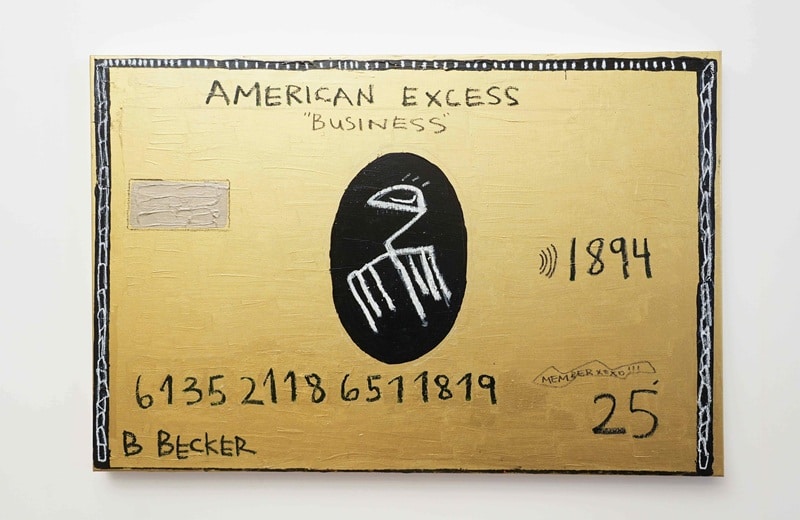 AMERICAN EXCESS
"BUSINESS"
1894
6135 2118 6511 1819
MEMBER XOXO!!!
25
B BECKER